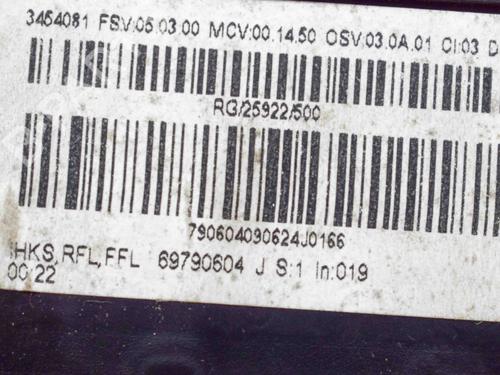 3454081 FSV:05.03.00 MCV:00.14.50 OSV:03.0A.01 CI:03 D
RG/25922/500
790604090624J0166
IHKS,RFL,FFL 69790604 J S:1 In:019
00:22